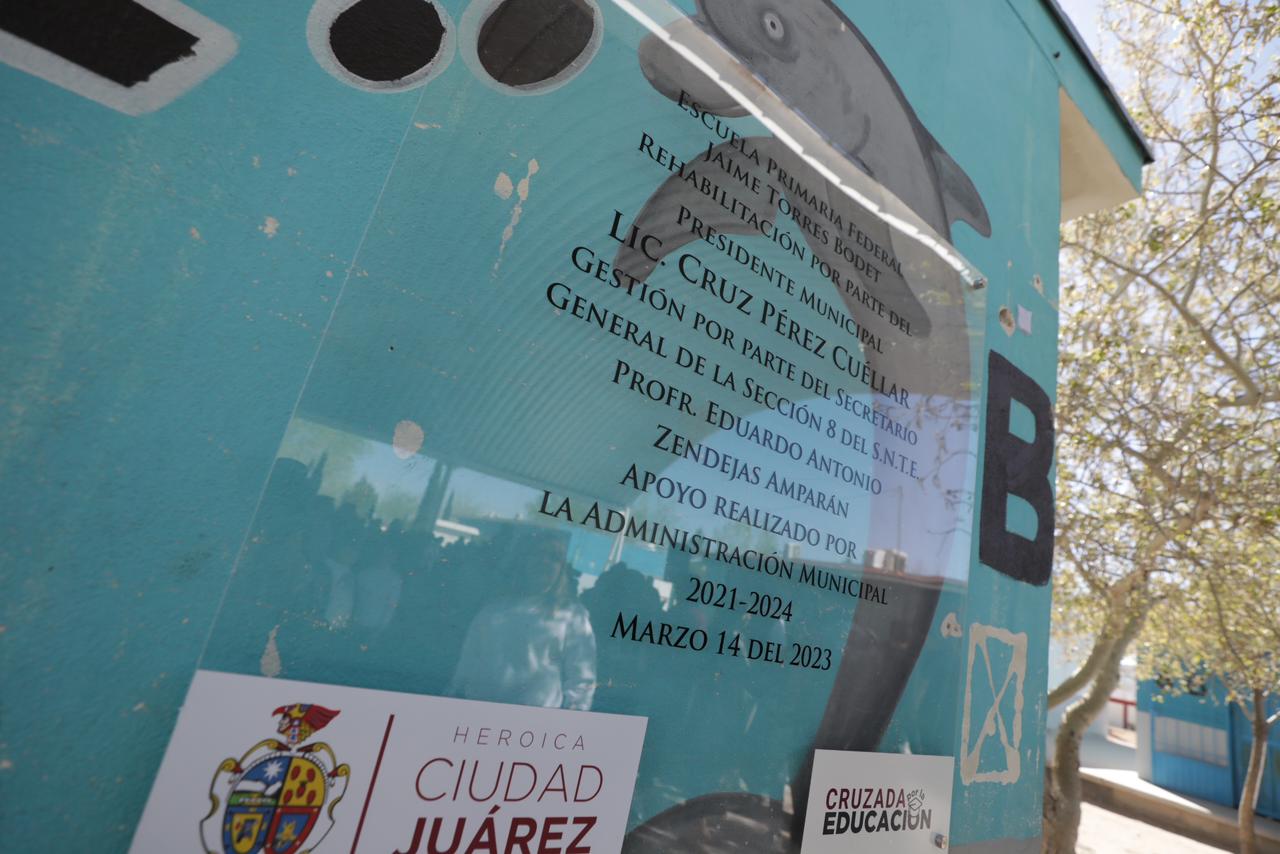 Escuela Primaria Federal
Jaime Torres Bodet
Rehabilitación por parte del
Presidente Municipal
Lic. Cruz Pérez Cuéllar
Gestión por parte del Secretario
General de la Sección 8 del S.N.T.E.
Profr. Eduardo Antonio
Zendejas Amparán
Apoyo realizado por
la Administración Municipal
2021-2024
Marzo 14 del 2023
B
HEROICA
CIUDAD
JUÁREZ
CRUZADA
por la
EDUCACIÓN